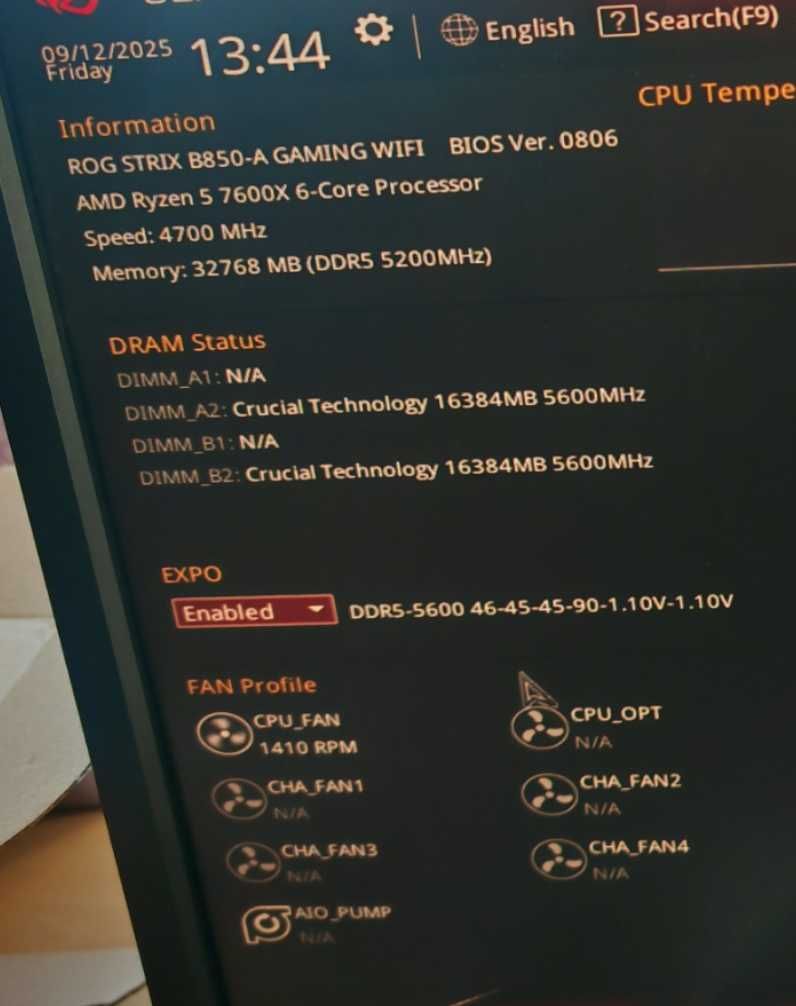 09/12/2025
Friday
13:44
English
? Search(F9)
Information
ROG STRIX B850-A GAMING WIFI BIOS Ver. 0806
AMD Ryzen 5 7600X 6-Core Processor
Speed: 4700 MHz
Memory: 32768 MB (DDR5 5200MHz)
CPU Tempe
DRAM Status
DIMM_A1: N/A
DIMM_A2: Crucial Technology 16384MB 5600MHz
DIMM_B1: N/A
DIMM_B2: Crucial Technology 16384MB 5600MHz
EXPO
Enabled DDR5-5600 46-45-45-90-1.10V-1.10V
FAN Profile
CPU_FAN
1410 RPM
CPU_OPT
N/A
CHA_FAN1
N/A
CHA_FAN2
N/A
CHA_FAN3
N/A
CHA_FAN4
N/A
AIO_PUMP
N/A